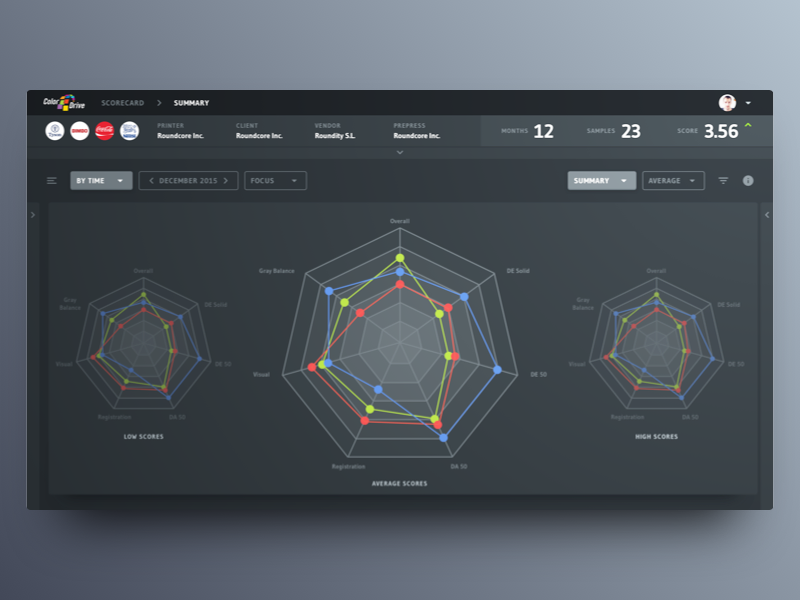 Color Drive
SCORECARD > SUMMARY
BIMBO
Coca-Cola
PRINTER
Roundcore Inc.
CLIENT
Roundcore Inc.
VENDOR
Roundity S.L.
PREPRESS
Roundcore Inc.
MONTHS 12
SAMPLES 23
SCORE 3.56
BY TIME
< DECEMBER 2015 >
FOCUS
SUMMARY
AVERAGE
Overall
Gray Balance
DE Solid
Visual
DE 50
Registration
DA 50
LOW SCORES
Overall
Gray Balance
DE Solid
Visual
DE 50
Registration
DA 50
AVERAGE SCORES
Overall
Gray
Balance
DE Solid
Visual
DE 50
Registration
DA 50
HIGH SCORES